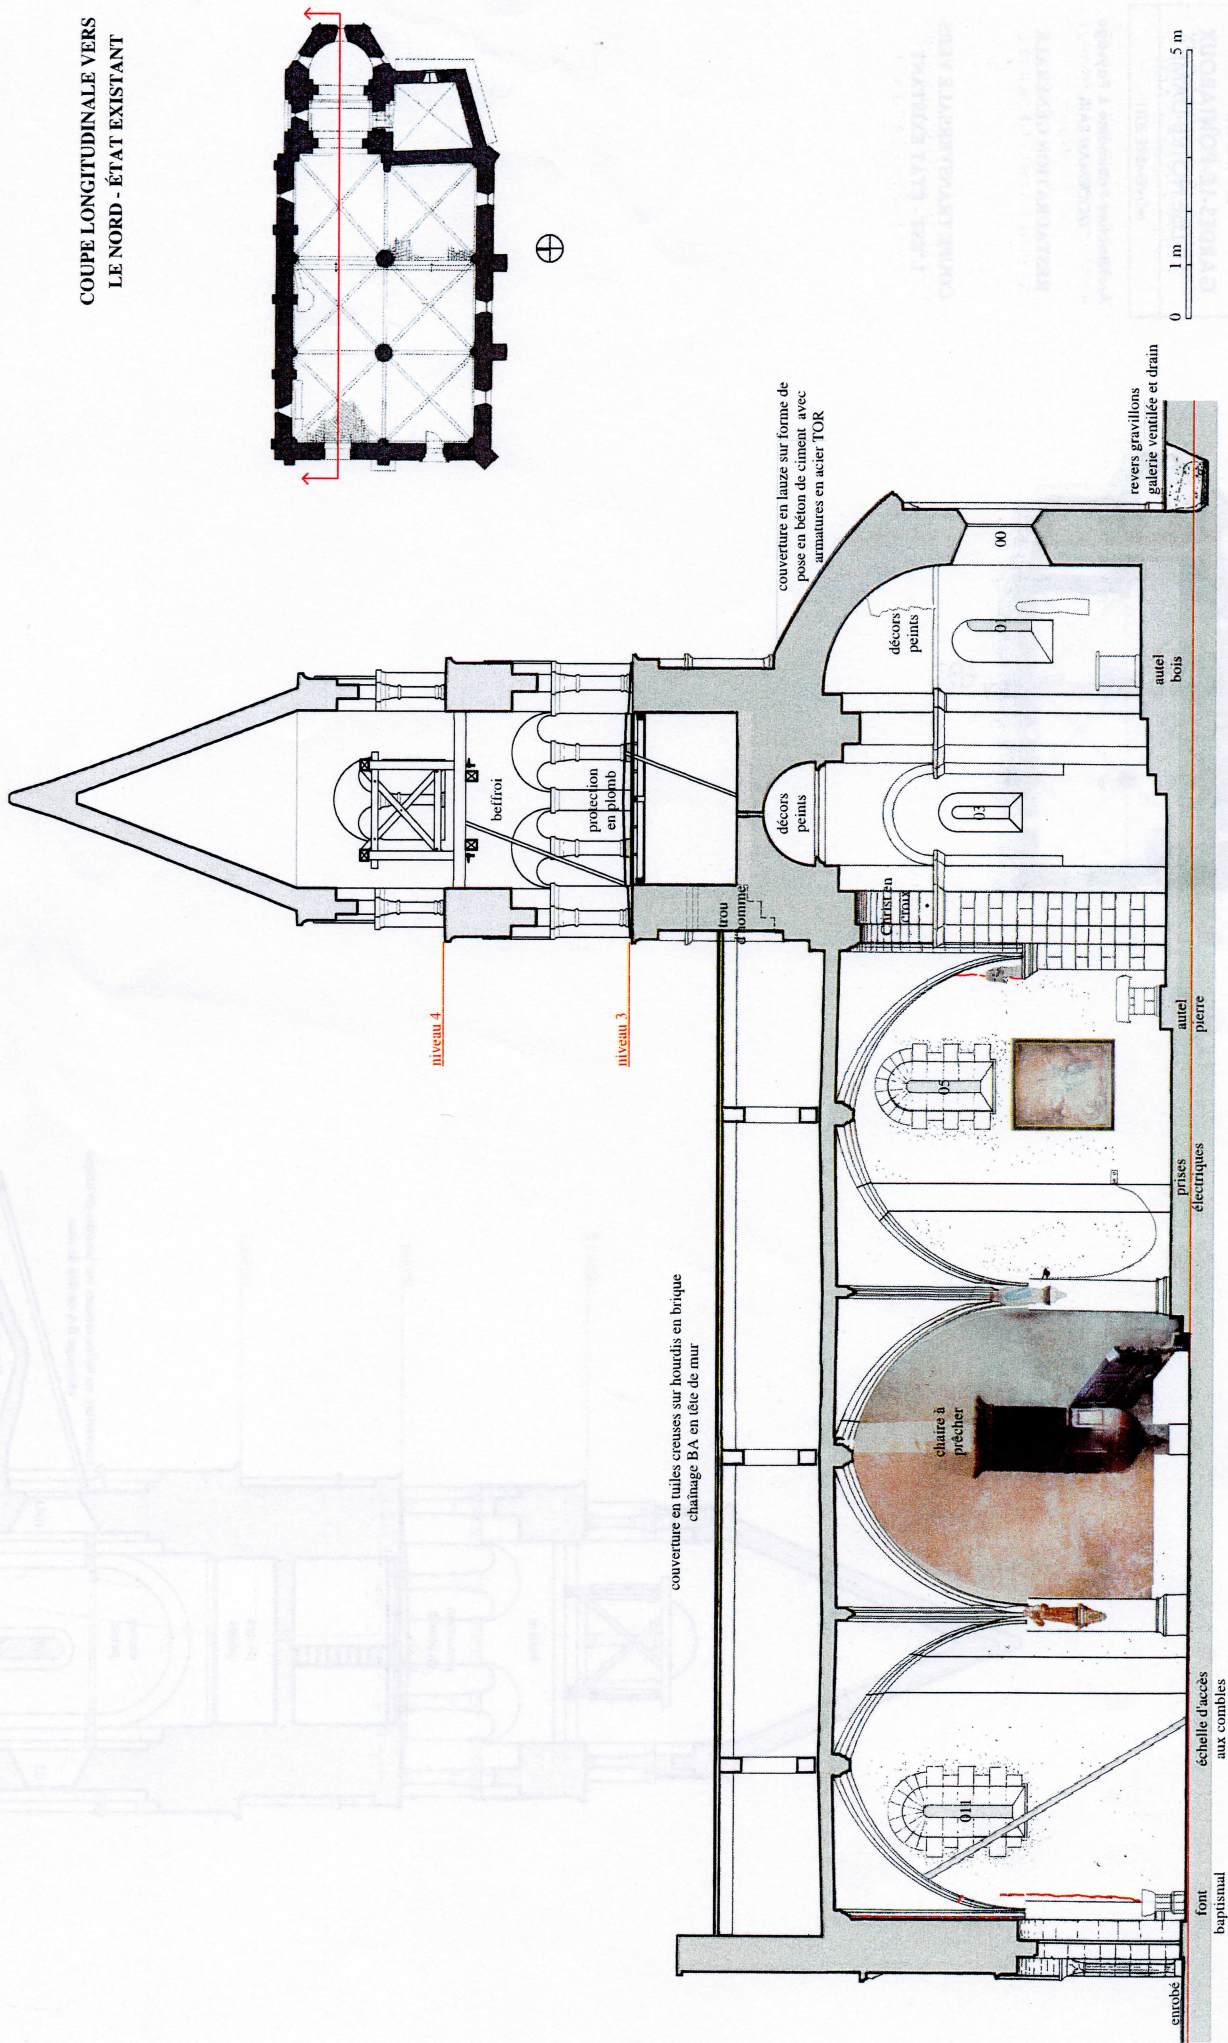 COUPE LONGITUDINALE VERS
LE NORD - ÉTAT EXISTANT
0
1 m
5 m
niveau 4
niveau 3
beffroi
protection
en plomb
couverture en lauze sur forme de
pose en béton de ciment avec
armatures en acier TOR
couverture en tuiles creuses sur hourdis en brique
chaînage BA en tête de mur
trou
d'homme
décors
peints
décors
peints
Christ en
croix
00
01
03
05
011
chaire à
prêcher
revers gravillons
galerie ventilée et drain
autel
bois
autel
pierre
prises
électriques
échelle d'accès
aux combles
font
baptismal
enrobé